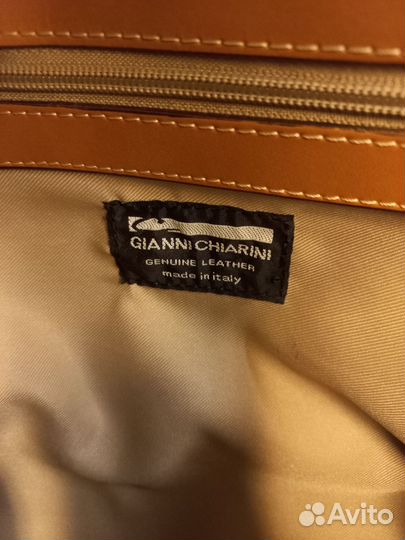 GIANNI CHIARINI
GENUINE LEATHER
made in italy
Avito